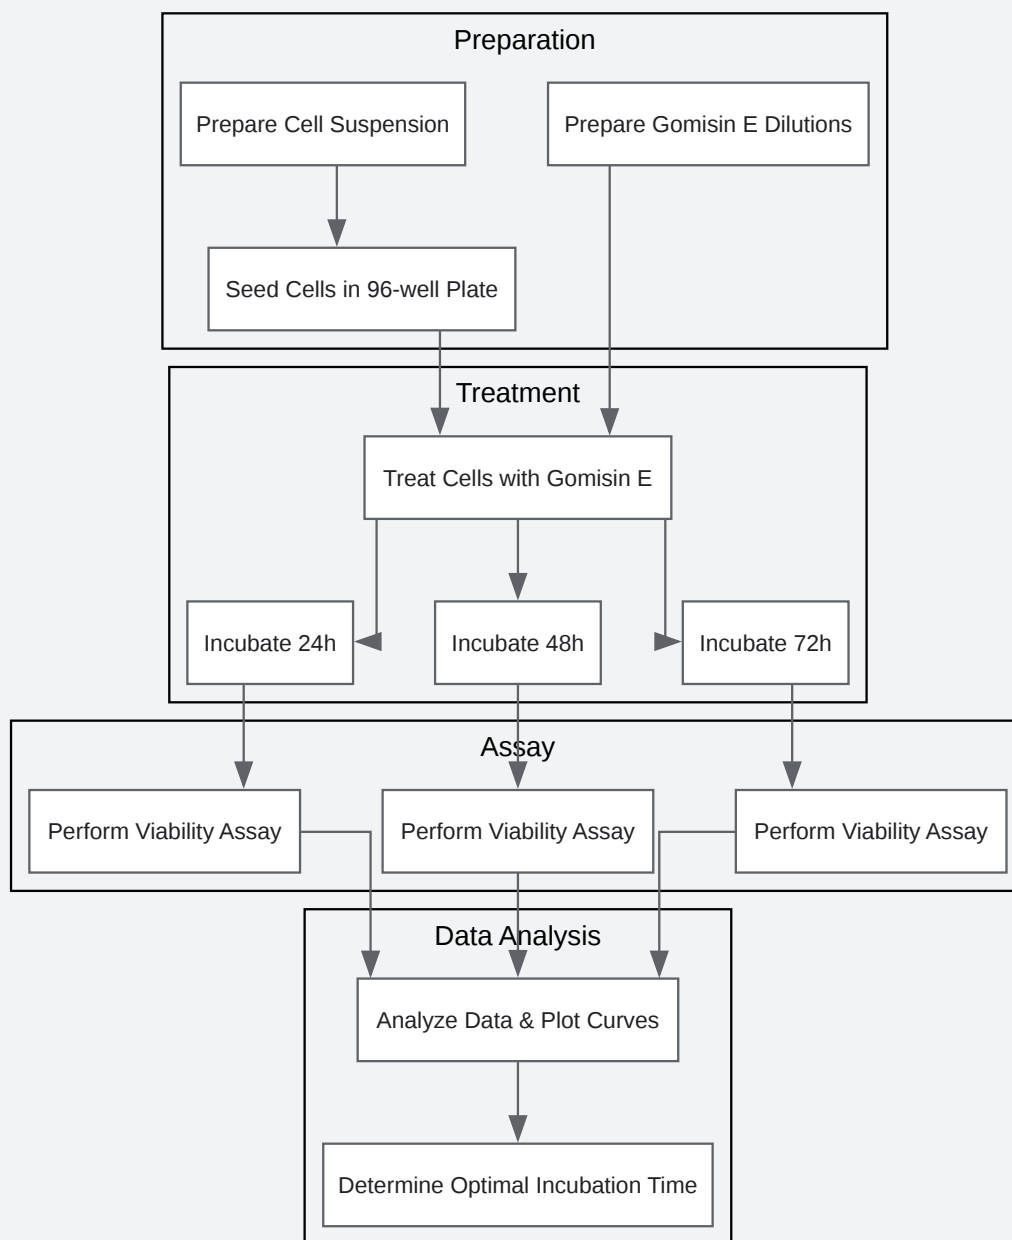 Preparation
Prepare Cell Suspension
Prepare Gomisin E Dilutions
Seed Cells in 96-well Plate
Treatment
Treat Cells with Gomisin E
Incubate 24h
Incubate 48h
Incubate 72h
Assay
Perform Viability Assay
Perform Viability Assay
Perform Viability Assay
Data Analysis
Analyze Data & Plot Curves
Determine Optimal Incubation Time